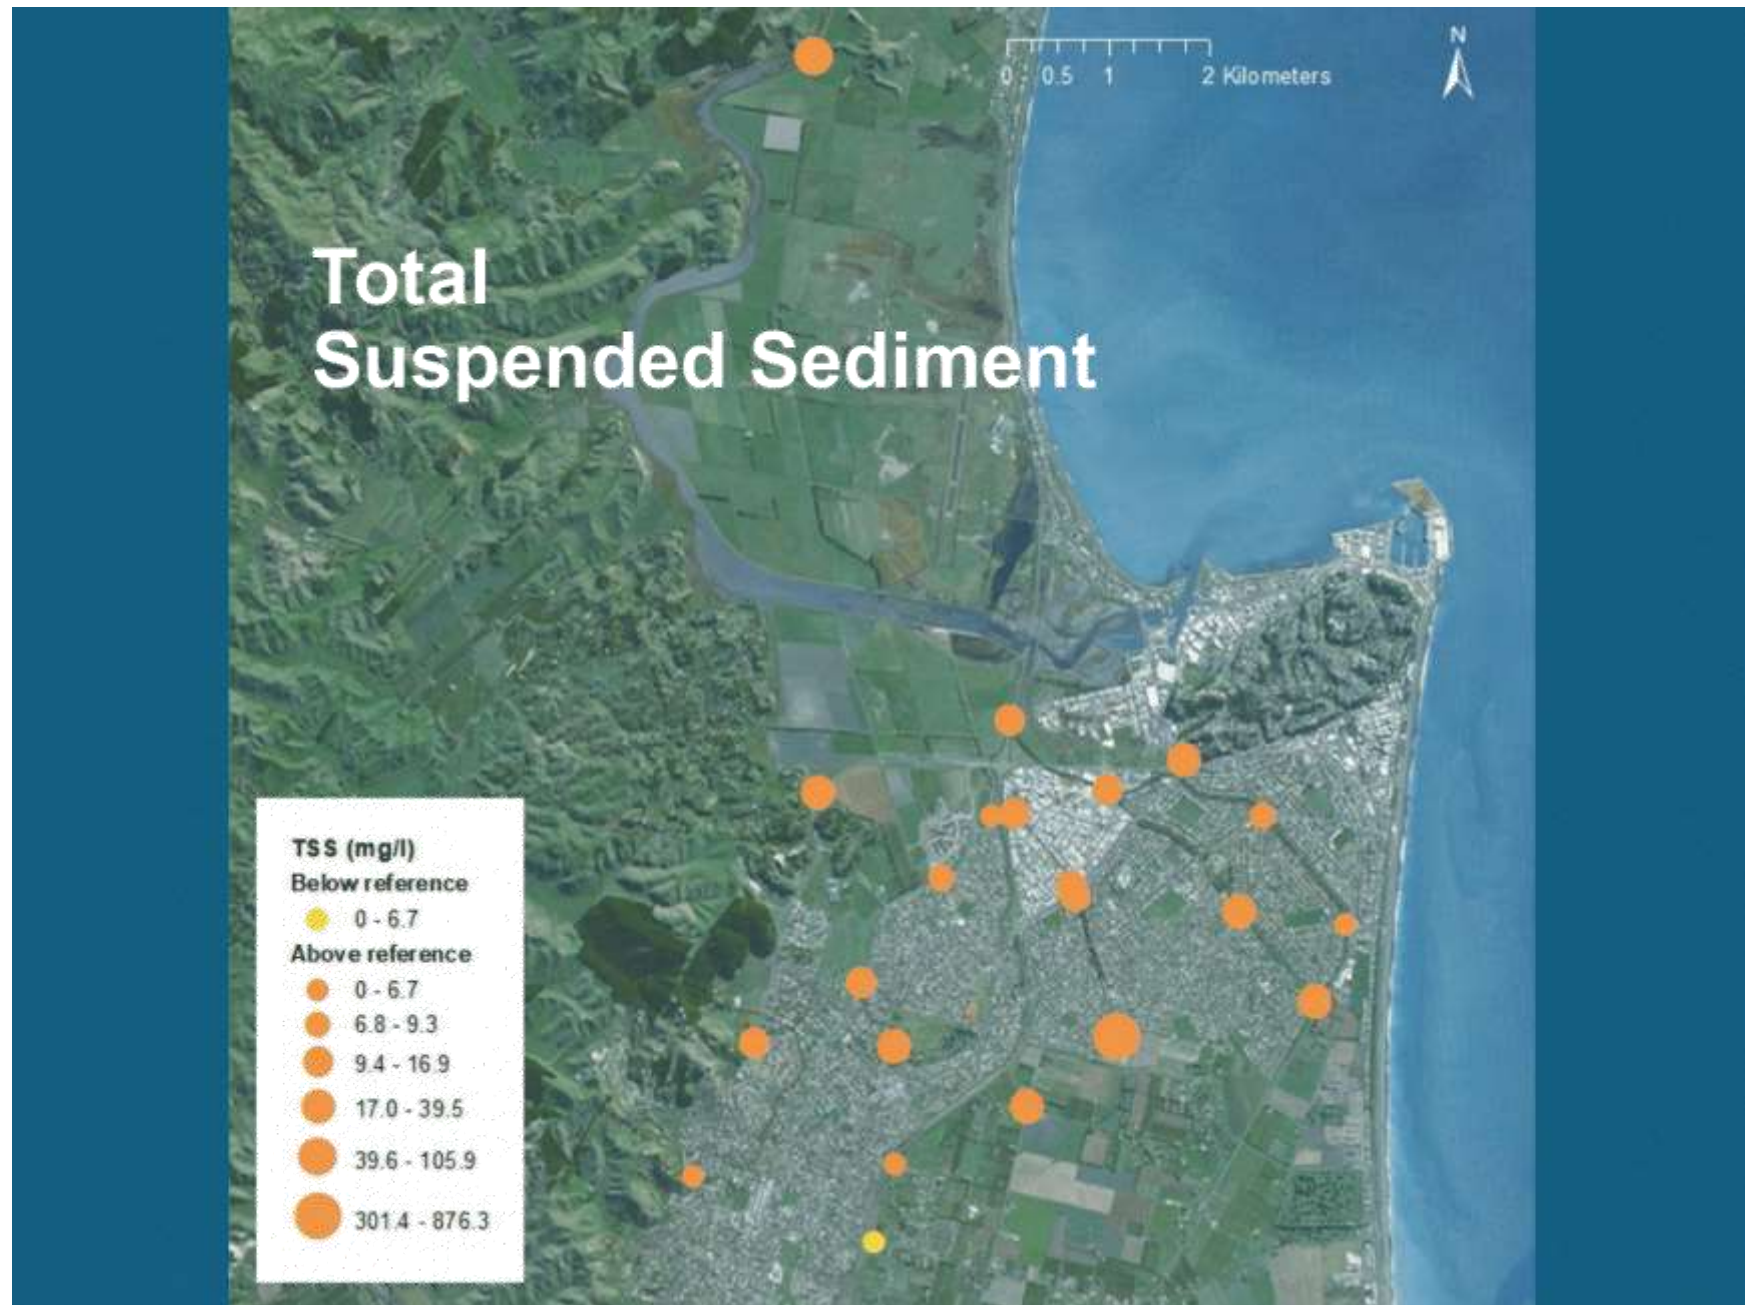 0 0.5 1 2 Kilometers
N
Total
Suspended Sediment
TSS (mg/l)
Below reference
0 - 6.7
Above reference
0 - 6.7
6.8 - 9.3
9.4 - 16.9
17.0 - 39.5
39.6 - 105.9
301.4 - 876.3